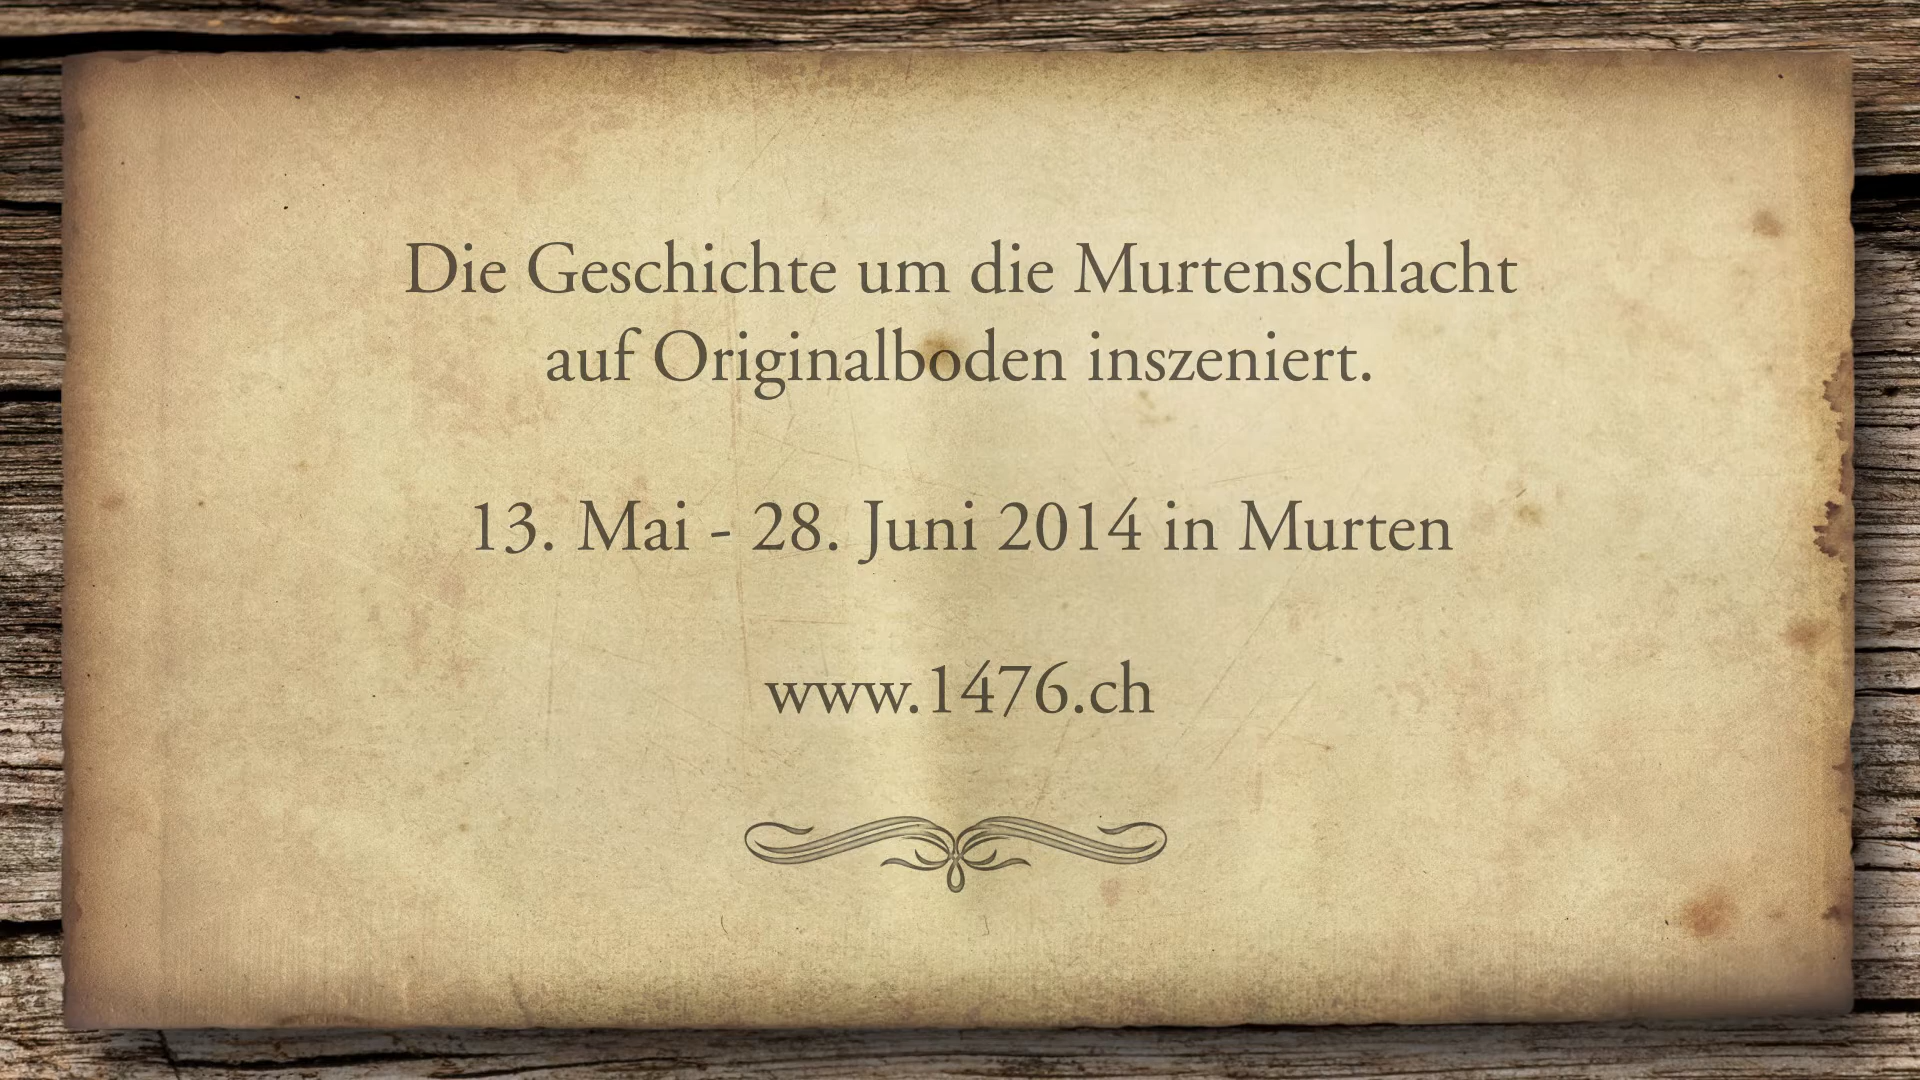 Die Geschichte um die Murtenschlacht
auf Originalboden inszeniert.
13. Mai - 28. Juni 2014 in Murten
www.1476.ch